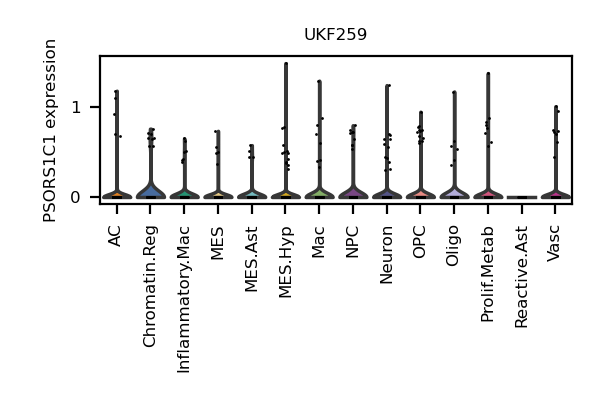 UKF259
PSORS1C1 expression
1
0
AC
Chromatin.Reg
Inflammatory.Mac
MES
MES.Ast
MES.Hyp
Mac
NPC
Neuron
OPC
Oligo
Prolif.Metab
Reactive.Ast
Vasc